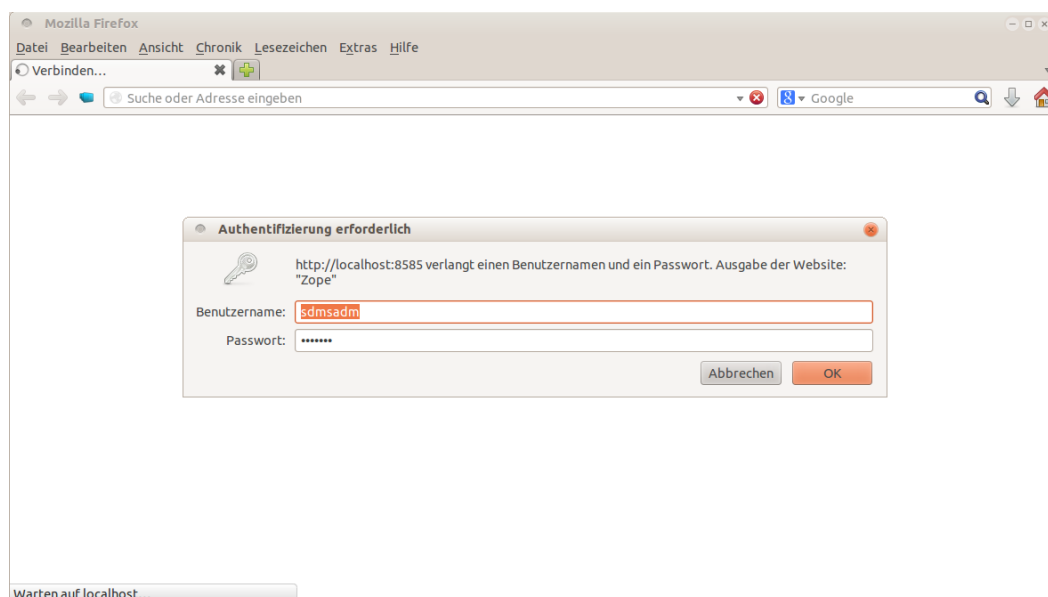 Mozilla Firefox
Datei Bearbeiten Ansicht Chronik Lesezeichen Extras Hilfe
Verbinden...
Suche oder Adresse eingeben
8 Google
Authentifizierung erforderlich
http://localhost:8585 verlangt einen Benutzernamen und ein Passwort. Ausgabe der Website:
"Zope"
Benutzername: sdmsadm
Passwort: •••••••
Abbrechen OK
Warten auf localhost...